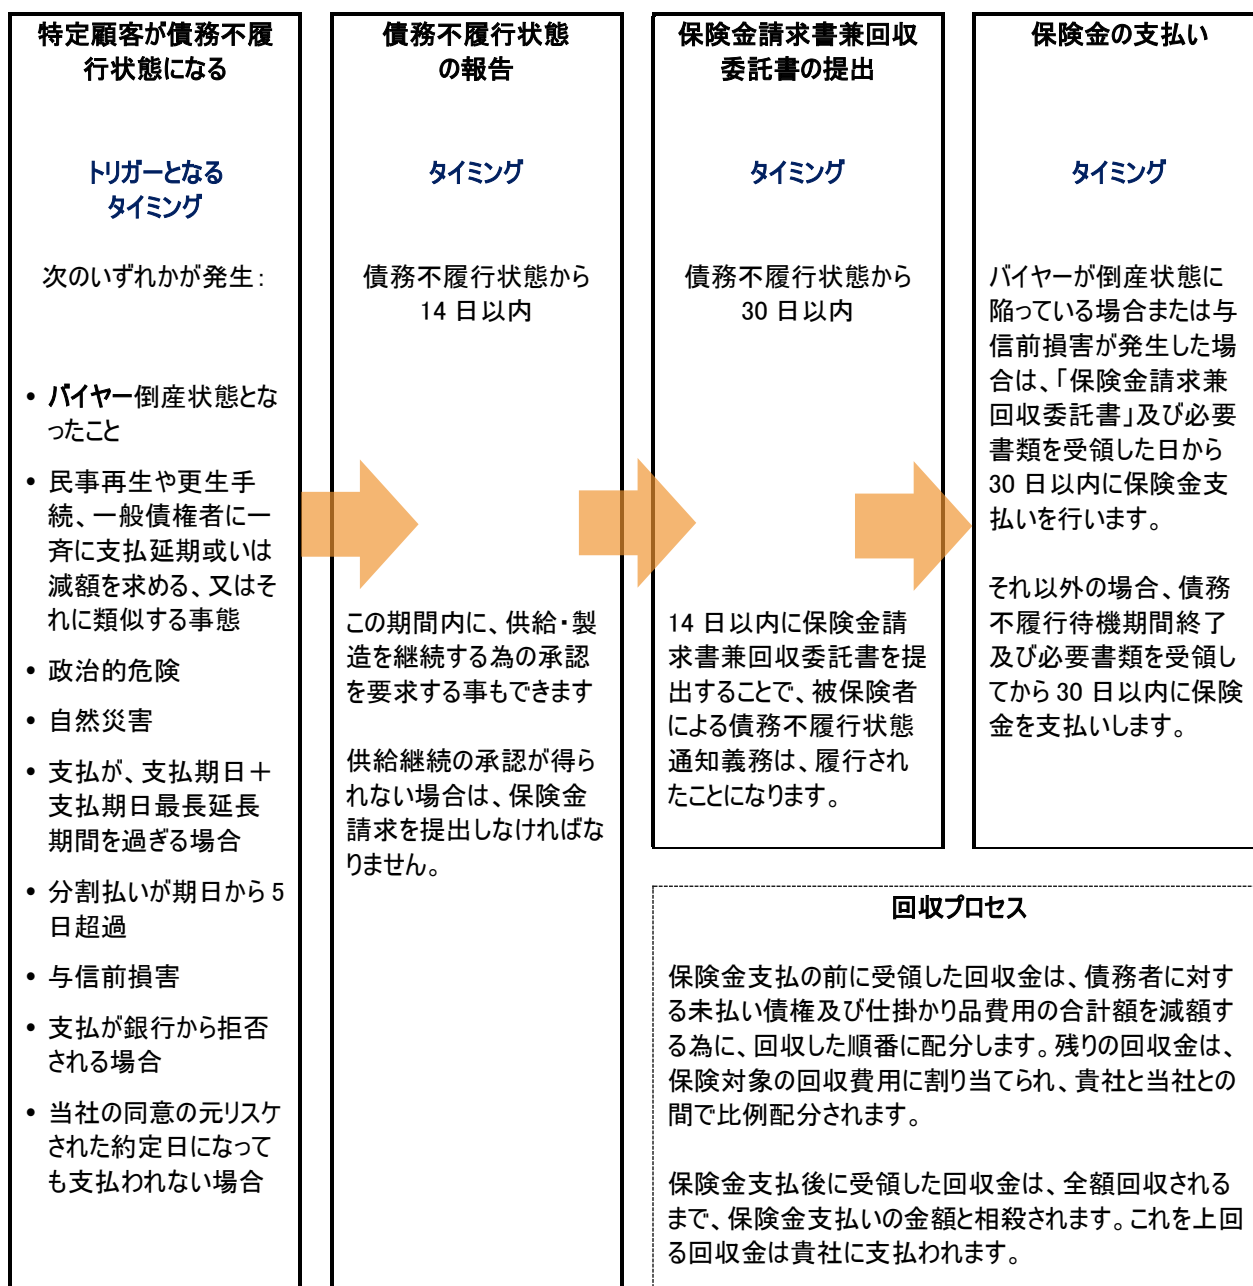 特定顧客が債務不履
行状態になる
トリガーとなる
タイミング
次のいずれかが発生：
• バイヤー倒産状態とな
ったこと
• 民事再生や更生手
続、一般債権者に一
斉に支払延期或いは
減額を求める、又はそ
れに類似する事態
• 政治的危険
• 自然災害
• 支払が、支払期日＋
支払期日最長延長
期間を過ぎる場合
• 分割払いが期日から 5
日超過
• 与信前損害
• 支払が銀行から拒否
される場合
• 当社の同意の元リスケ
された約定日になって
も支払われない場合
債務不履行状態
の報告
タイミング
債務不履行状態から
14 日以内
この期間内に、供給・製
造を継続する為の承認
を要求する事もできます
供給継続の承認が得ら
れない場合は、保険金
請求を提出しなければな
りません。
保険金請求書兼回収
委託書の提出
タイミング
債務不履行状態から
30 日以内
14 日以内に保険金請
求書兼回収委託書を提
出することで、被保険者
による債務不履行状態
通知義務は、履行され
たことになります。
保険金の支払い
タイミング
バイヤーが倒産状態に
陥っている場合または与
信前損害が発生した場
合は、「保険金請求兼
回収委託書」及び必要
書類を受領した日から
30 日以内に保険金支
払いを行います。
それ以外の場合、債務
不履行待機期間終了
及び必要書類を受領し
てから 30 日以内に保険
金を支払いします。
回収プロセス
保険金支払の前に受領した回収金は、債務者に対す
る未払い債権及び仕掛かり品費用の合計額を減額す
る為に、回収した順番に配分します。残りの回収金は、
保険対象の回収費用に割り当てられ、貴社と当社との
間で比例配分されます。
保険金支払後に受領した回収金は、全額回収される
まで、保険金支払いの金額と相殺されます。これを上回
る回収金は貴社に支払われます。